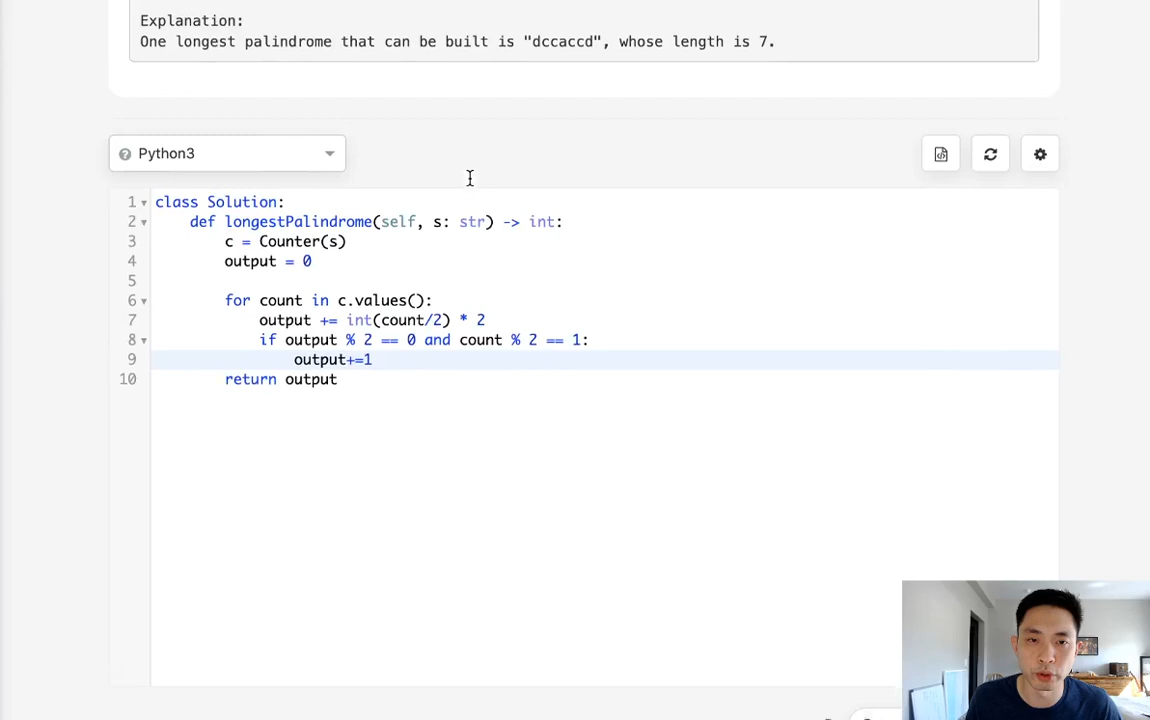 Explanation:
One longest palindrome that can be built is "dccaccd", whose length is 7.
Python3
1 class Solution:
2     def longestPalindrome(self, s: str) -> int:
3         c = Counter(s)
4         output = 0
5
6         for count in c.values():
7             output += int(count/2) * 2
8             if output % 2 == 0 and count % 2 == 1:
9                 output+=1
10         return output